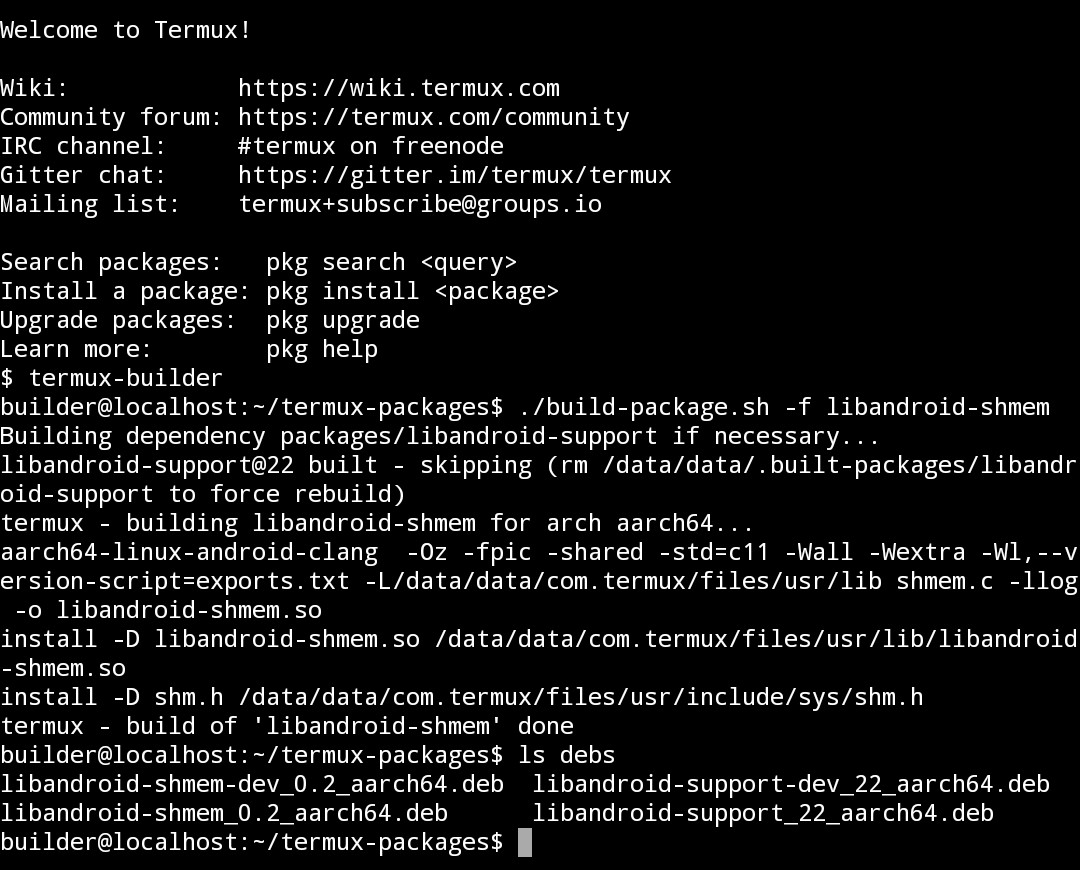 Welcome to Termux!
Wiki:            https://wiki.termux.com
Community forum: https://termux.com/community
IRC channel:     #termux on freenode
Gitter chat:     https://gitter.im/termux/termux
Mailing list:    termux+subscribe@groups.io
Search packages:   pkg search <query>
Install a package: pkg install <package>
Upgrade packages:  pkg upgrade
Learn more:        pkg help
$ termux-builder
builder@localhost:~/termux-packages$ ./build-package.sh -f libandroid-shmem
Building dependency packages/libandroid-support if necessary...
libandroid-support@22 built - skipping (rm /data/data/.built-packages/libandr
oid-support to force rebuild)
termux - building libandroid-shmem for arch aarch64...
aarch64-linux-android-clang  -Oz -fpic -shared -std=c11 -Wall -Wextra -Wl,--v
ersion-script=exports.txt -L/data/data/com.termux/files/usr/lib shmem.c -llog
 -o libandroid-shmem.so
install -D libandroid-shmem.so /data/data/com.termux/files/usr/lib/libandroid
-shmem.so
install -D shm.h /data/data/com.termux/files/usr/include/sys/shm.h
termux - build of 'libandroid-shmem' done
builder@localhost:~/termux-packages$ ls debs
libandroid-shmem-dev_0.2_aarch64.deb  libandroid-support-dev_22_aarch64.deb
libandroid-shmem_0.2_aarch64.deb      libandroid-support_22_aarch64.deb
builder@localhost:~/termux-packages$